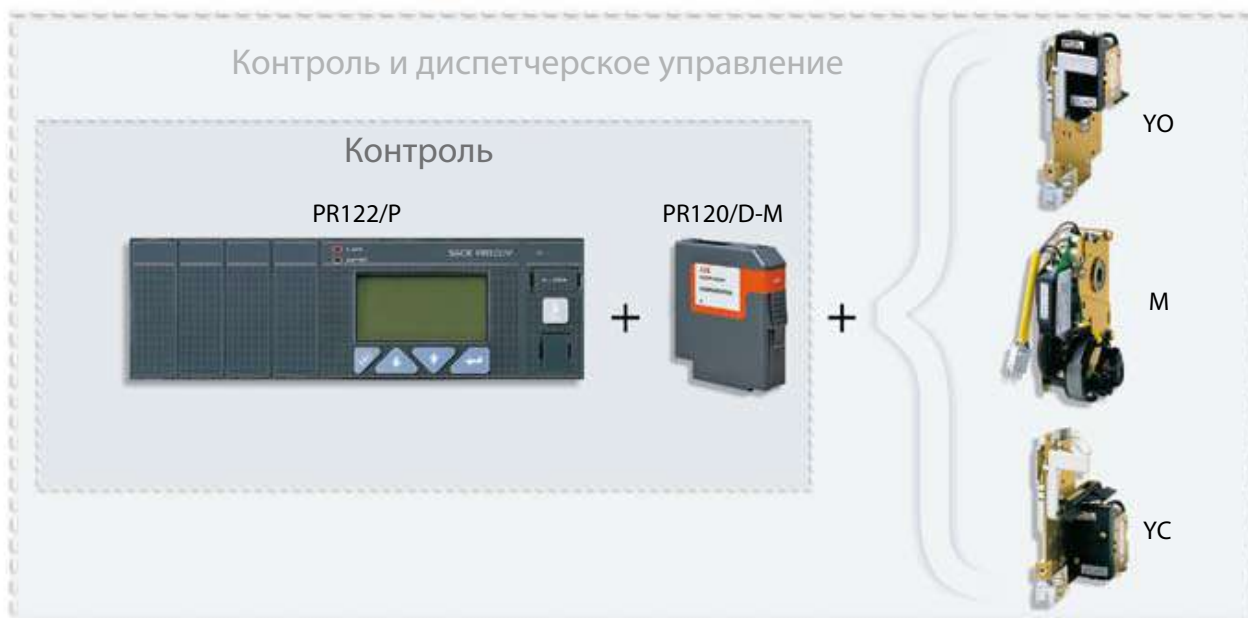 Контроль и диспетчерское управление
Контроль
PR122/P
PR120/D-M
YO
M
YC